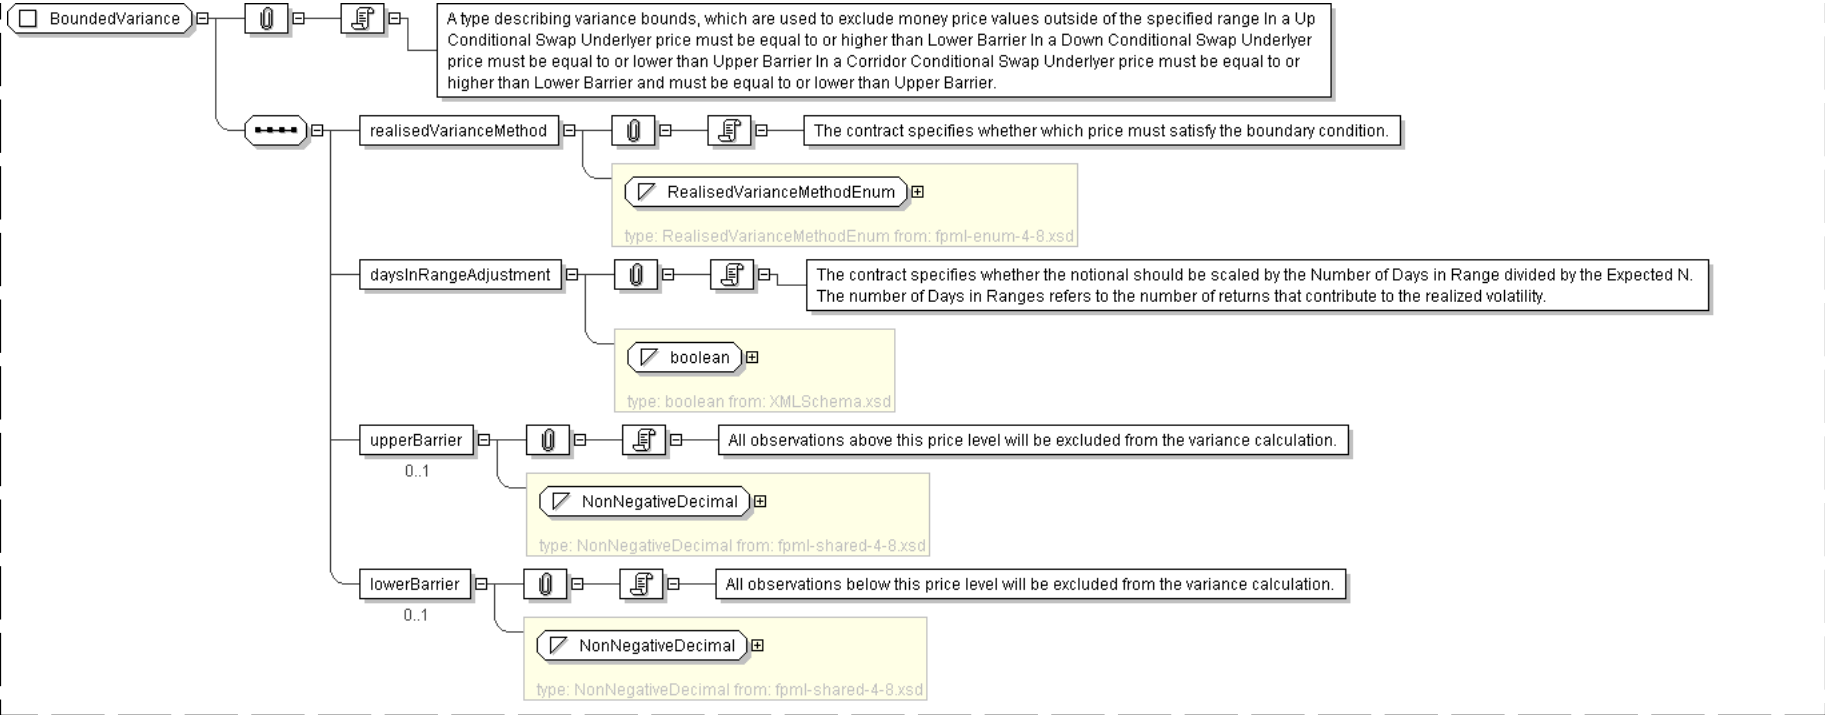 BoundedVariance
A type describing variance bounds, which are used to exclude money price values outside of the specified range In a Up
Conditional Swap Underlyer price must be equal to or higher than Lower Barrier In a Down Conditional Swap Underlyer
price must be equal to or lower than Upper Barrier In a Corridor Conditional Swap Underlyer price must be equal to or
higher than Lower Barrier and must be equal to or lower than Upper Barrier.
realisedVarianceMethod
The contract specifies whether which price must satisfy the boundary condition.
RealisedVarianceMethodEnum
type: RealisedVarianceMethodEnum from: fpml-enum-4-8.xsd
daysInRangeAdjustment
The contract specifies whether the notional should be scaled by the Number of Days in Range divided by the Expected N.
The number of Days in Ranges refers to the number of returns that contribute to the realized volatility.
boolean
type: boolean from: XMLSchema.xsd
upperBarrier
All observations above this price level will be excluded from the variance calculation.
0..1
NonNegativeDecimal
type: NonNegativeDecimal from: fpml-shared-4-8.xsd
lowerBarrier
All observations below this price level will be excluded from the variance calculation.
0..1
NonNegativeDecimal
type: NonNegativeDecimal from: fpml-shared-4-8.xsd